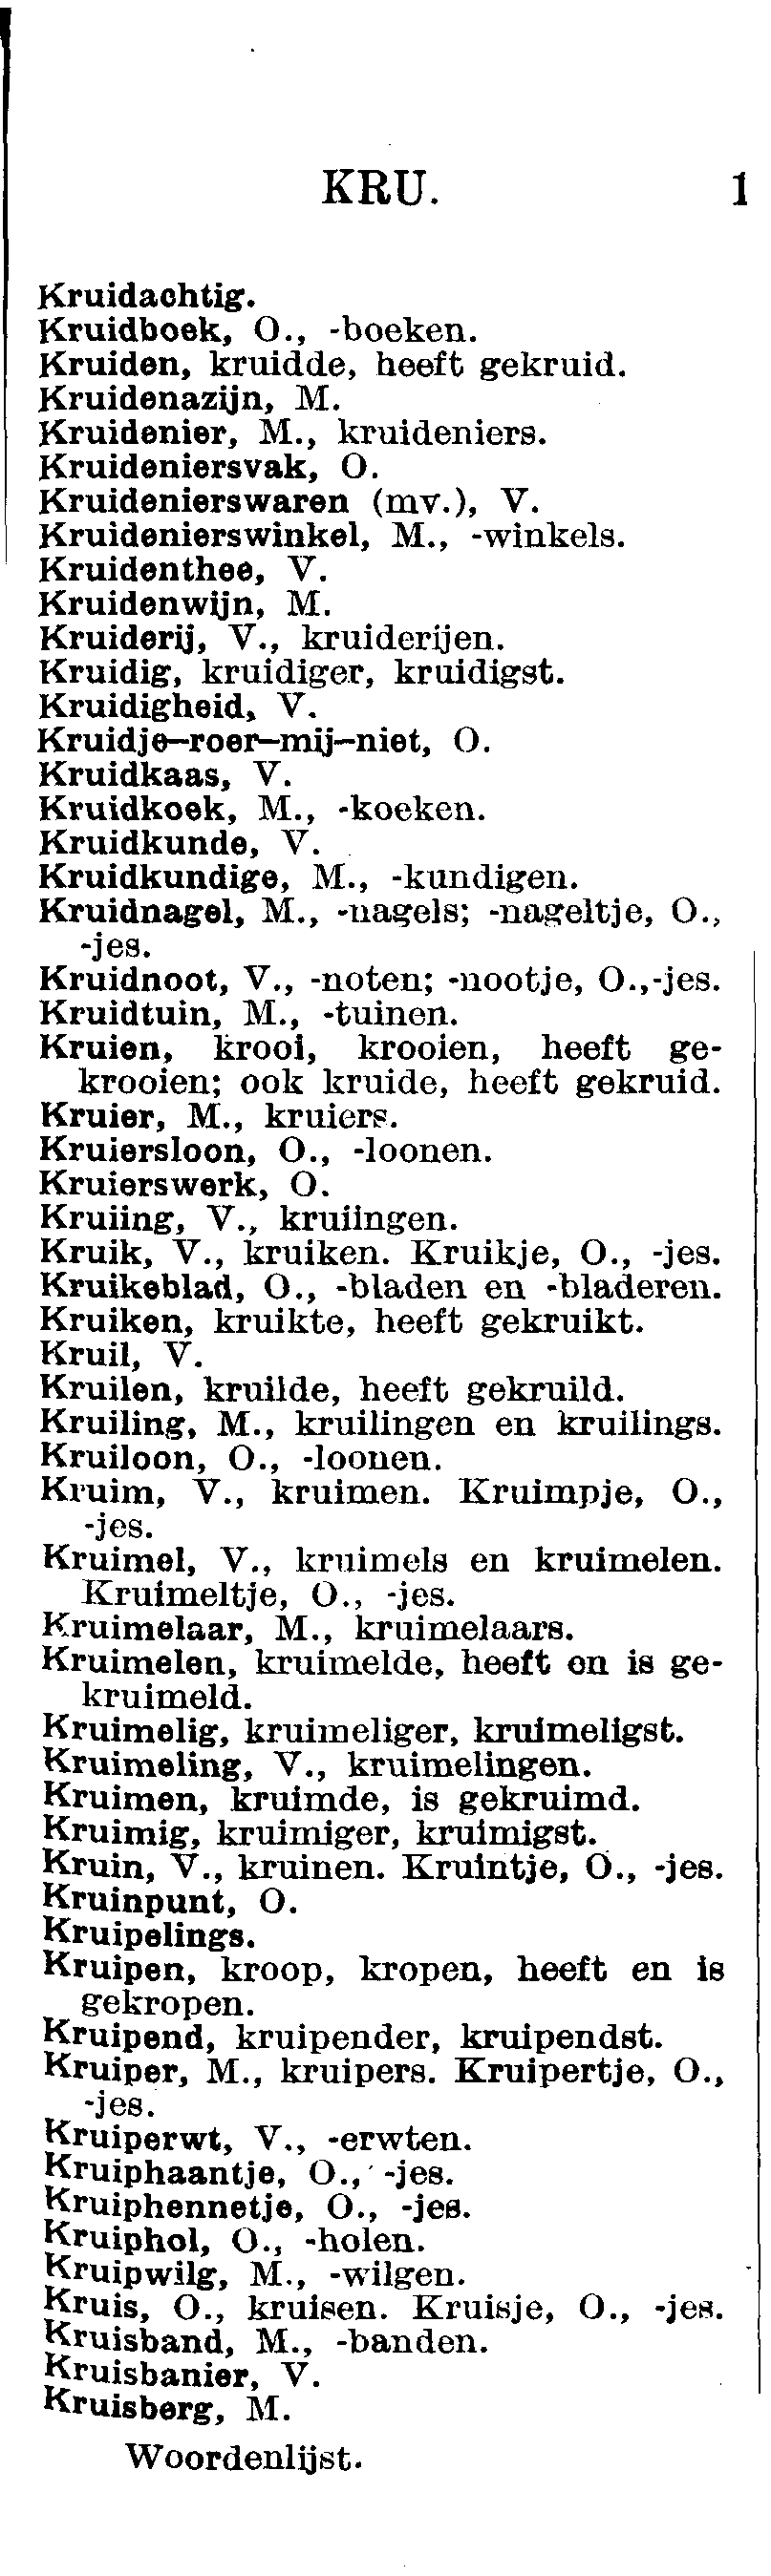 KRU. 1
Kruidachtig.
Kruidboek, O., -boeken.
Kruiden, kruidde, heeft gekruid.
Kruidenazijn, M.
Kruidenier, M., kruideniers.
Kruideniersvak, O.
Kruidenierswaren (mv.), V.
Kruidenierswinkel, M., -winkels.
Kruidenthee, V.
Kruidenwijn, M.
Kruiderij, V., kruiderijen.
Kruidig, kruidiger, kruidigst.
Kruidigheid, V.
Kruidje-roer-mij-niet, O.
Kruidkaas, V.
Kruidkoek, M., -koeken.
Kruidkunde, V.
Kruidkundige, M., -kundigen.
Kruidnagel, M., -nagels; -nageltje, O.,
-jes.
Kruidnoot, V., -noten; -nootje, O.,-jes.
Kruidtuin, M., -tuinen.
Kruien, krooi, krooien, heeft ge-
krooien; ook kruide, heeft gekruid.
Kruier, M., kruiers.
Kruiersloon, O., -loonen.
Kruierswerk, O.
Kruiing, V., kruiingen.
Kruik, V., kruiken. Kruikje, O., -jes.
Kruikeblad, O., -bladen en -bladeren.
Kruiken, kruikte, heeft gekruikt.
Kruil, V.
Kruilen, kruilde, heeft gekruild.
Kruiling, M., kruilingen en kruilings.
Kruiloon, O., -loonen.
Kruim, V., kruimen. Kruimpje, O.,
-jes.
Kruimel, V., kruimels en kruimelen.
Kruimeltje, O., -jes.
Kruimelaar, M., kruimelaars.
Kruimelen, kruimelde, heeft en is ge-
kruimeld.
Kruimelig, kruimeliger, kruimeligst.
Kruimeling, V., kruimelingen.
Kruimen, kruimde, is gekruimd.
Kruimig, kruimiger, kruimigst.
Kruin, V., kruinen. Kruintje, O., -jes.
Kruinpunt, O.
Kruipelings.
Kruipen, kroop, kropen, heeft en is
gekropen.
Kruipend, kruipender, kruipendst.
Kruiper, M., kruipers. Kruipertje, O.,
-jes.
Kruiperwt, V., -erwten.
Kruiphaantje, O., -jes.
Kruiphennetje, O., -jes.
Kruiphol, O., -holen.
Kruipwilg, M., -wilgen.
Kruis, O., kruisen. Kruisje, O., -jes.
Kruisband, M., -banden.
Kruisbanier, V.
Kruisberg, M.
Woordenlijst.